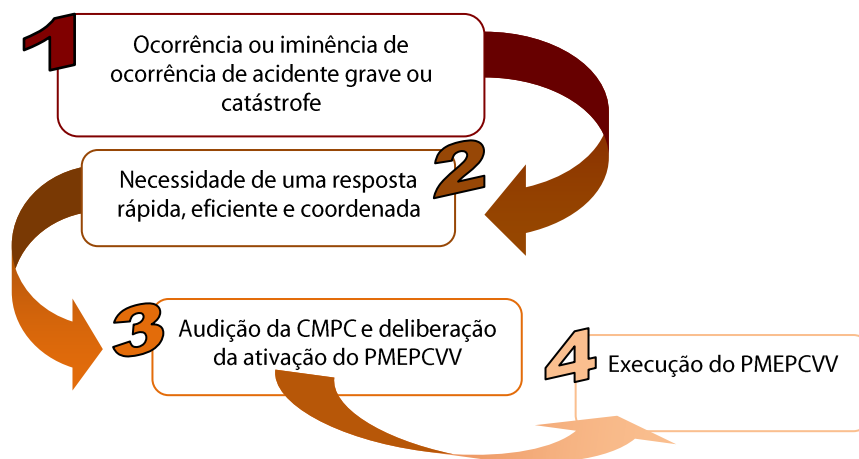 1
Ocorrência ou iminência de
ocorrência de acidente grave ou
catástrofe
2
Necessidade de uma resposta
rápida, eficiente e coordenada
3
Audição da CMPC e deliberação
da ativação do PMEPCVV
4
Execução do PMEPCVV